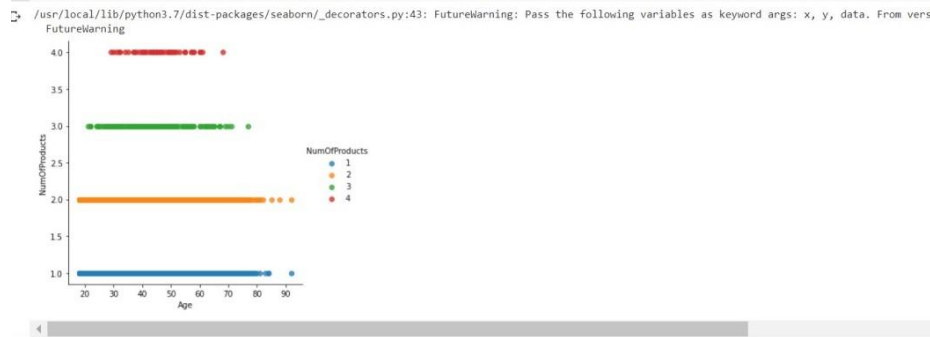 /usr/local/lib/python3.7/dist-packages/seaborn/_decorators.py:43: FutureWarning: Pass the following variables as keyword args: x, y, data. From vers
FutureWarning
4.0
3.5
3.0
2.5
2.0
1.5
1.0
NumOfProducts
20 30 40 50 60 70 80 90
Age
NumOfProducts
1
2
3
4